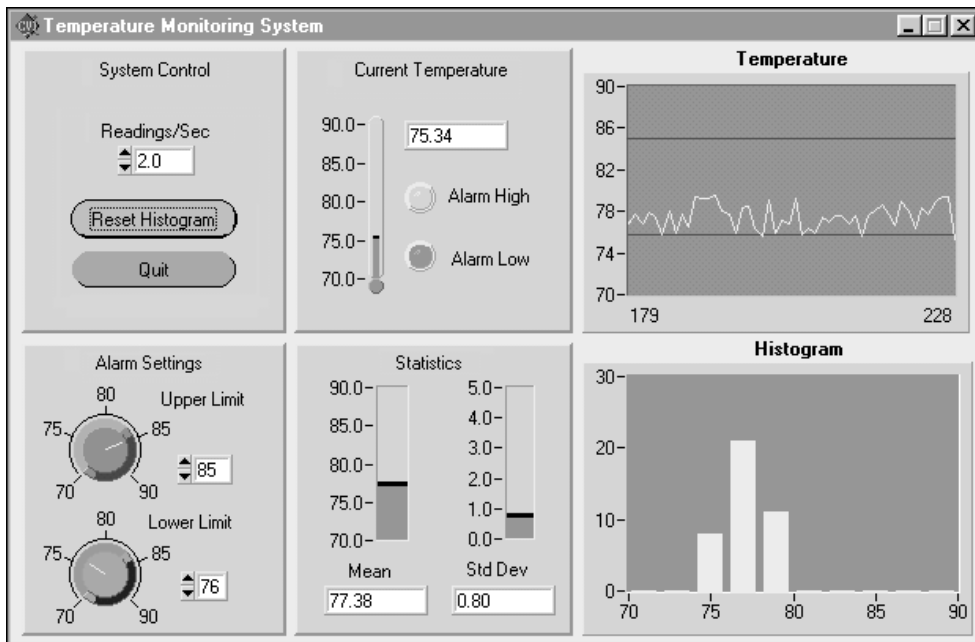 CVI Temperature Monitoring System
System Control
Readings/Sec
2.0
Reset Histogram
Quit
Current Temperature
90.0
85.0
80.0
75.0
70.0
75.34
Alarm High
Alarm Low
Temperature
90
86
82
78
74
70
179 228
Alarm Settings
80
75 85
70 90
Upper Limit
85
80
75 85
70 90
Lower Limit
76
Statistics
90.0
85.0
80.0
75.0
70.0
Mean
77.38
5.0
4.0
3.0
2.0
1.0
0.0
Std Dev
0.80
Histogram
30
20
10
0
70 75 80 85 90